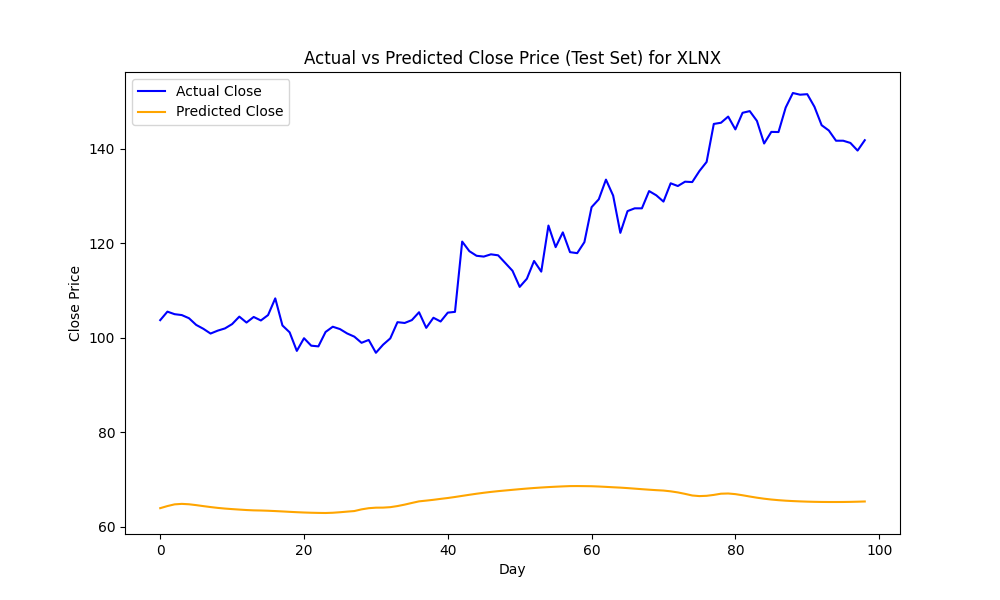 Actual vs Predicted Close Price (Test Set) for XLNX
Actual Close
Predicted Close
Close Price
140
120
100
80
60
0 20 40 60 80 100
Day